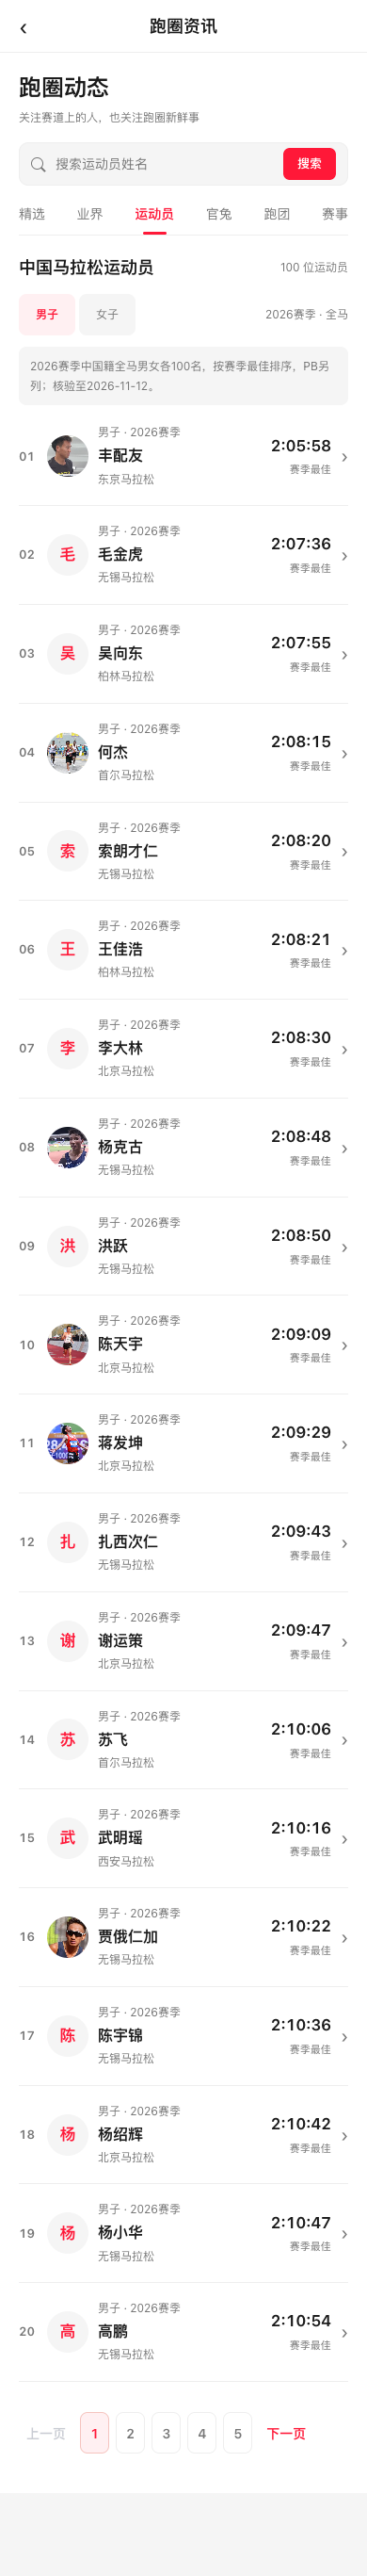 ‹ 跑圈资讯
跑圈动态
关注赛道上的人，也关注跑圈新鲜事
搜索运动员姓名 搜索
精选 业界 运动员 官兔 跑团 赛事
中国马拉松运动员 100 位运动员
男子 女子 2026赛季 · 全马
2026赛季中国籍全马男女各100名，按赛季最佳排序，PB另
列；核验至2026-11-12。
男子 · 2026赛季
01 丰配友 2:05:58
东京马拉松 赛季最佳 ›
男子 · 2026赛季
02 毛 毛金虎 2:07:36
无锡马拉松 赛季最佳 ›
男子 · 2026赛季
03 吴 吴向东 2:07:55
柏林马拉松 赛季最佳 ›
男子 · 2026赛季
04 何杰 2:08:15
首尔马拉松 赛季最佳 ›
男子 · 2026赛季
05 索 索朗才仁 2:08:20
无锡马拉松 赛季最佳 ›
男子 · 2026赛季
06 王 王佳浩 2:08:21
柏林马拉松 赛季最佳 ›
男子 · 2026赛季
07 李 李大林 2:08:30
北京马拉松 赛季最佳 ›
男子 · 2026赛季
08 杨克古 2:08:48
无锡马拉松 赛季最佳 ›
男子 · 2026赛季
09 洪 洪跃 2:08:50
无锡马拉松 赛季最佳 ›
男子 · 2026赛季
10 陈天宇 2:09:09
北京马拉松 赛季最佳 ›
男子 · 2026赛季
11 蒋发坤 2:09:29
北京马拉松 赛季最佳 ›
男子 · 2026赛季
12 扎 扎西次仁 2:09:43
无锡马拉松 赛季最佳 ›
男子 · 2026赛季
13 谢 谢运策 2:09:47
北京马拉松 赛季最佳 ›
男子 · 2026赛季
14 苏 苏飞 2:10:06
首尔马拉松 赛季最佳 ›
男子 · 2026赛季
15 武 武明瑶 2:10:16
西安马拉松 赛季最佳 ›
男子 · 2026赛季
16 贾俄仁加 2:10:22
无锡马拉松 赛季最佳 ›
男子 · 2026赛季
17 陈 陈宇锦 2:10:36
无锡马拉松 赛季最佳 ›
男子 · 2026赛季
18 杨 杨绍辉 2:10:42
北京马拉松 赛季最佳 ›
男子 · 2026赛季
19 杨 杨小华 2:10:47
无锡马拉松 赛季最佳 ›
男子 · 2026赛季
20 高 高鹏 2:10:54
无锡马拉松 赛季最佳 ›
上一页 1 2 3 4 5 下一页